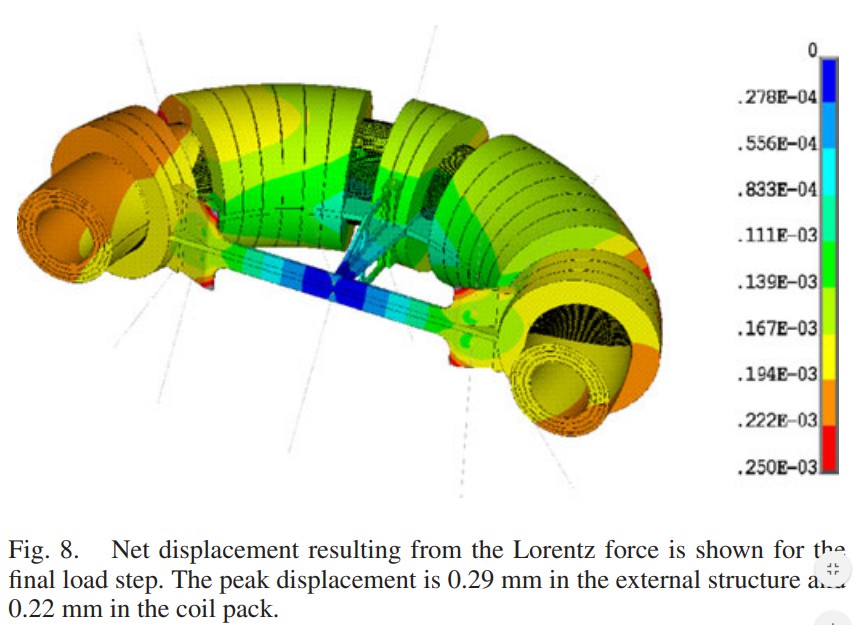 0
.278E-04
.556E-04
.833E-04
.111E-03
.139E-03
.167E-03
.194E-03
.222E-03
.250E-03
Fig. 8. Net displacement resulting from the Lorentz force is shown for the
final load step. The peak displacement is 0.29 mm in the external structure
0.22 mm in the coil pack.